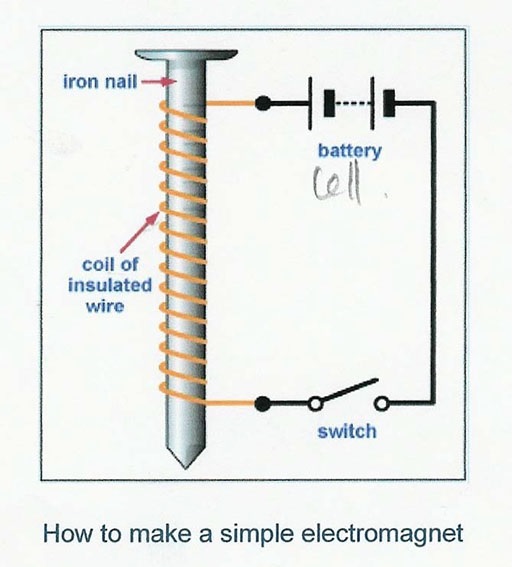 iron nail
battery
cell.
coil of
insulated
wire
switch
How to make a simple electromagnet